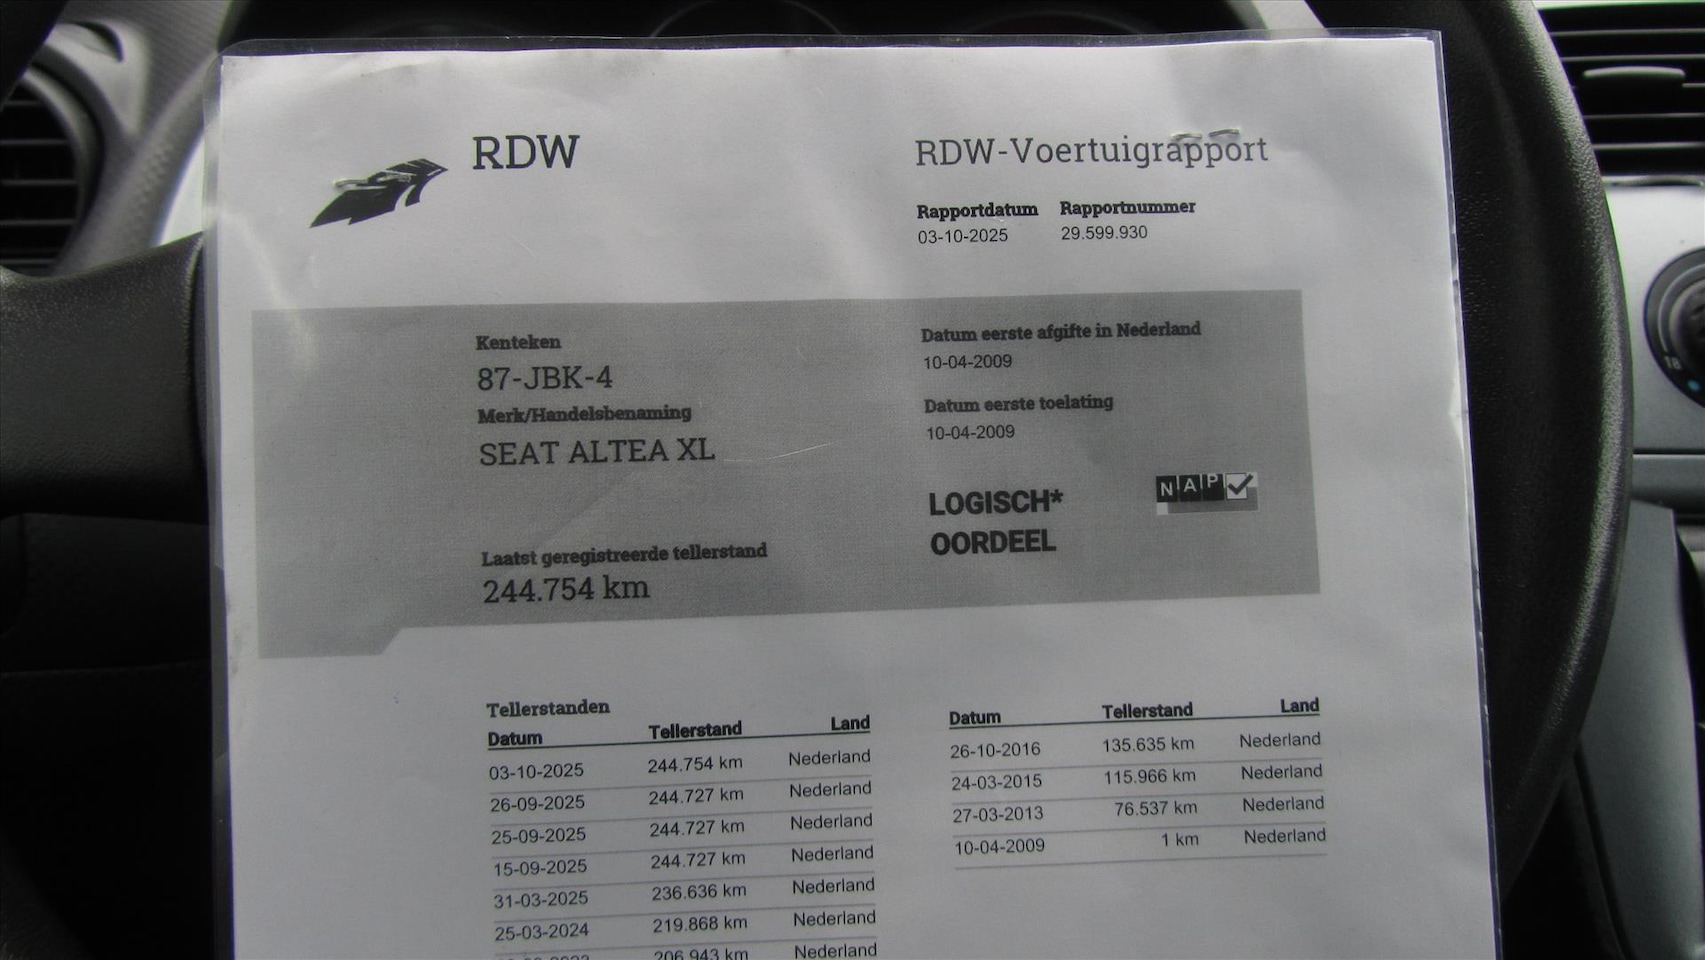 RDW
RDW-Voertuigrapport
Rapportdatum Rapportnummer
03-10-2025 29.599.930
Kenteken
87-JBK-4
Merk/Handelsbenaming
SEAT ALTEA XL
Laatst geregistreerde tellerstand
244.754 km
Datum eerste afgifte in Nederland
10-04-2009
Datum eerste toelating
10-04-2009
LOGISCH*
OORDEEL
NAP
Tellerstanden
Datum Tellerstand Land
03-10-2025 244.754 km Nederland
26-09-2025 244.727 km Nederland
25-09-2025 244.727 km Nederland
15-09-2025 244.727 km Nederland
31-03-2025 236.636 km Nederland
25-03-2024 219.868 km Nederland
206.943 km Nederland
Datum Tellerstand Land
26-10-2016 135.635 km Nederland
24-03-2015 115.966 km Nederland
27-03-2013 76.537 km Nederland
10-04-2009 1 km Nederland
18